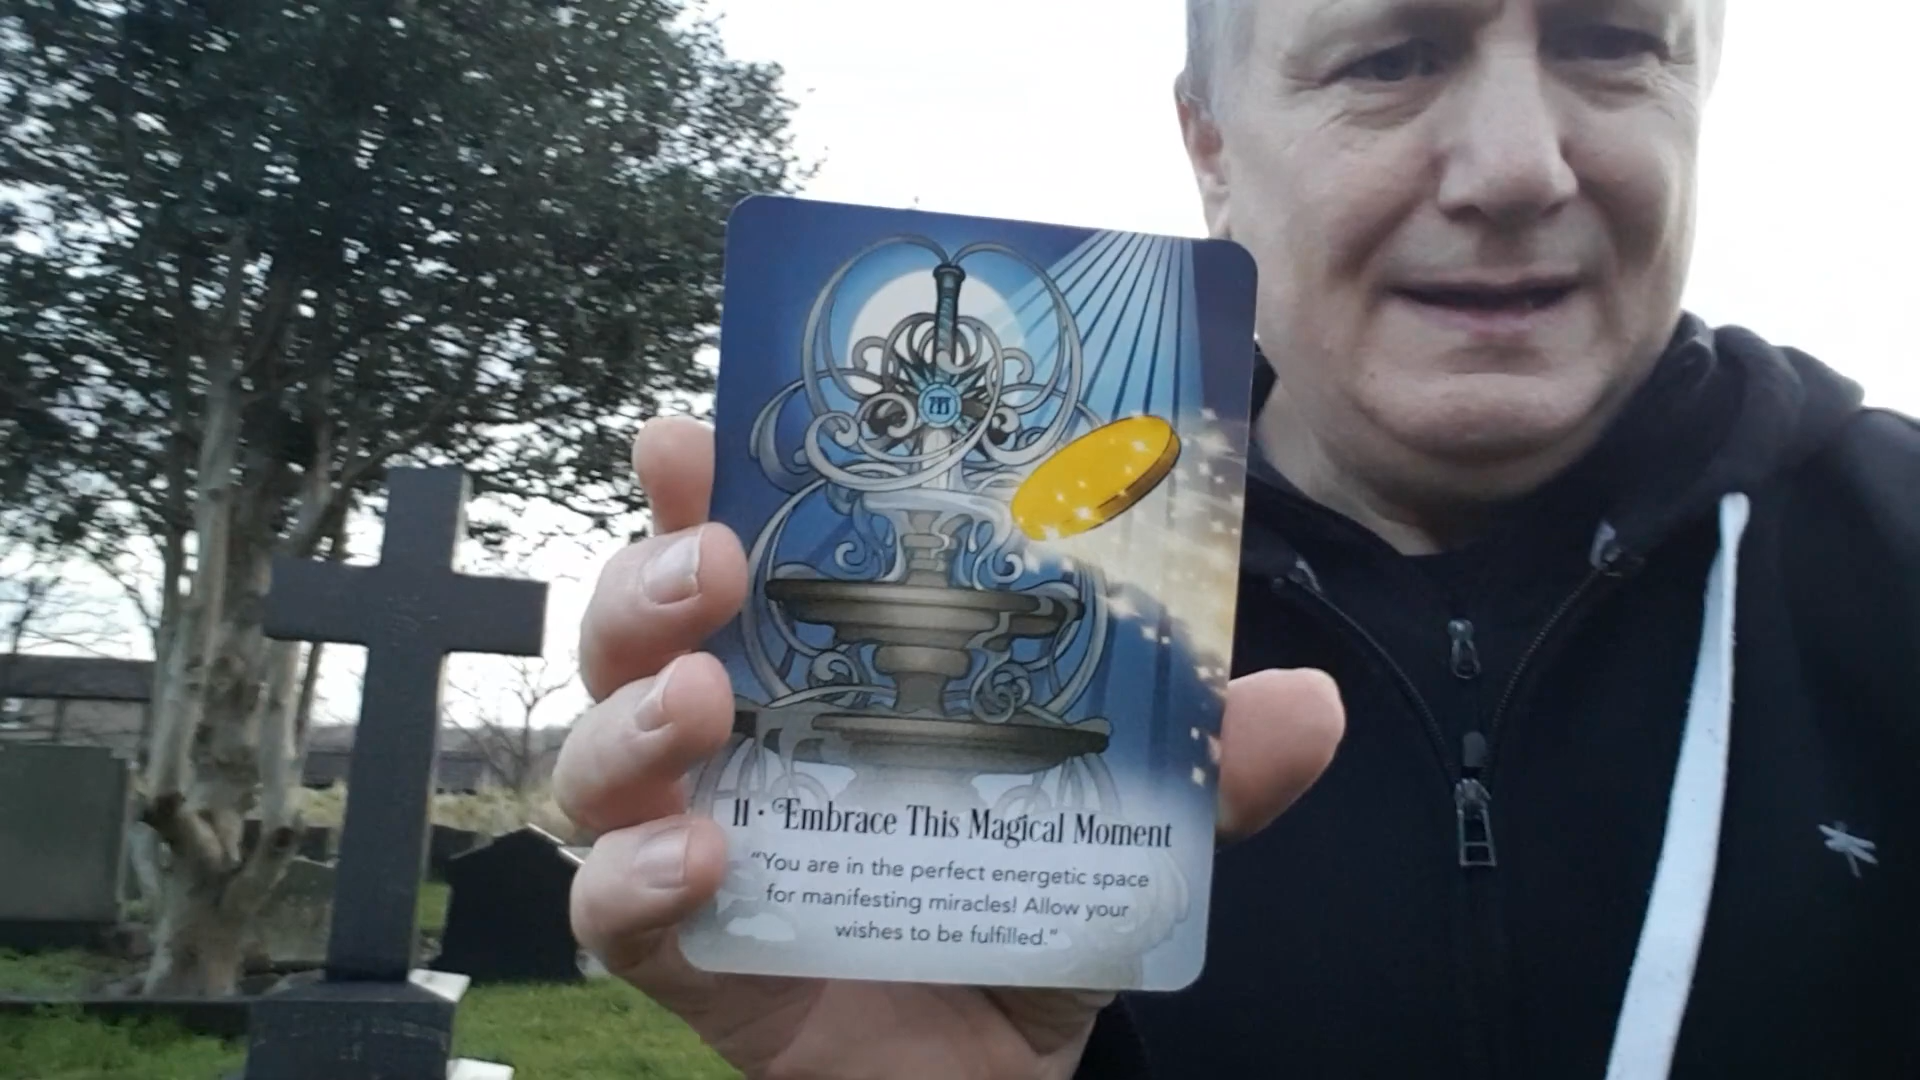 11 · Embrace This Magical Moment
"You are in the perfect energetic space
for manifesting miracles! Allow your
wishes to be fulfilled."